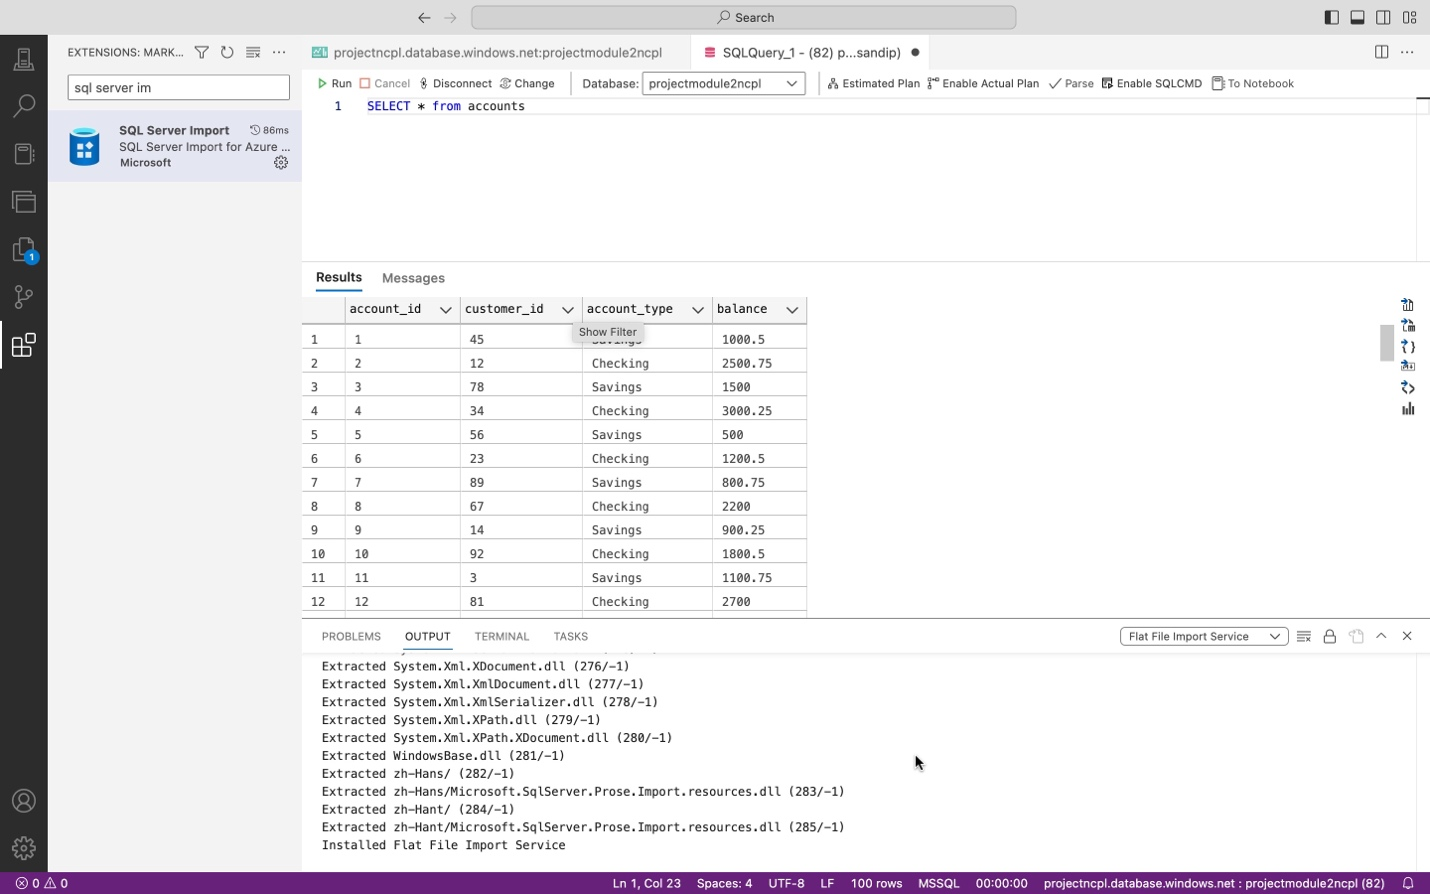 Search
EXTENSIONS: MARK...
sql server im
SQL Server Import 86ms
SQL Server Import for Azure ...
Microsoft
1
projectncpl.database.windows.net:projectmodule2ncpl
SQLQuery_1 - (82) p...sandip)
Run Cancel Disconnect Change Database: projectmodule2ncpl Estimated Plan Enable Actual Plan Parse Enable SQLCMD To Notebook
1 SELECT * from accounts
Results Messages
account_id customer_id account_type balance
Show Filter
1 1 45 Savings 1000.5
2 2 12 Checking 2500.75
3 3 78 Savings 1500
4 4 34 Checking 3000.25
5 5 56 Savings 500
6 6 23 Checking 1200.5
7 7 89 Savings 800.75
8 8 67 Checking 2200
9 9 14 Savings 900.25
10 10 92 Checking 1800.5
11 11 3 Savings 1100.75
12 12 81 Checking 2700
PROBLEMS OUTPUT TERMINAL TASKS Flat File Import Service
Extracted System.Xml.XDocument.dll (276/-1)
Extracted System.Xml.XmlDocument.dll (277/-1)
Extracted System.Xml.XmlSerializer.dll (278/-1)
Extracted System.Xml.XPath.dll (279/-1)
Extracted System.Xml.XPath.XDocument.dll (280/-1)
Extracted WindowsBase.dll (281/-1)
Extracted zh-Hans/ (282/-1)
Extracted zh-Hans/Microsoft.SqlServer.Prose.Import.resources.dll (283/-1)
Extracted zh-Hant/ (284/-1)
Extracted zh-Hant/Microsoft.SqlServer.Prose.Import.resources.dll (285/-1)
Installed Flat File Import Service
0 0 Ln 1, Col 23 Spaces: 4 UTF-8 LF 100 rows MSSQL 00:00:00 projectncpl.database.windows.net : projectmodule2ncpl (82)